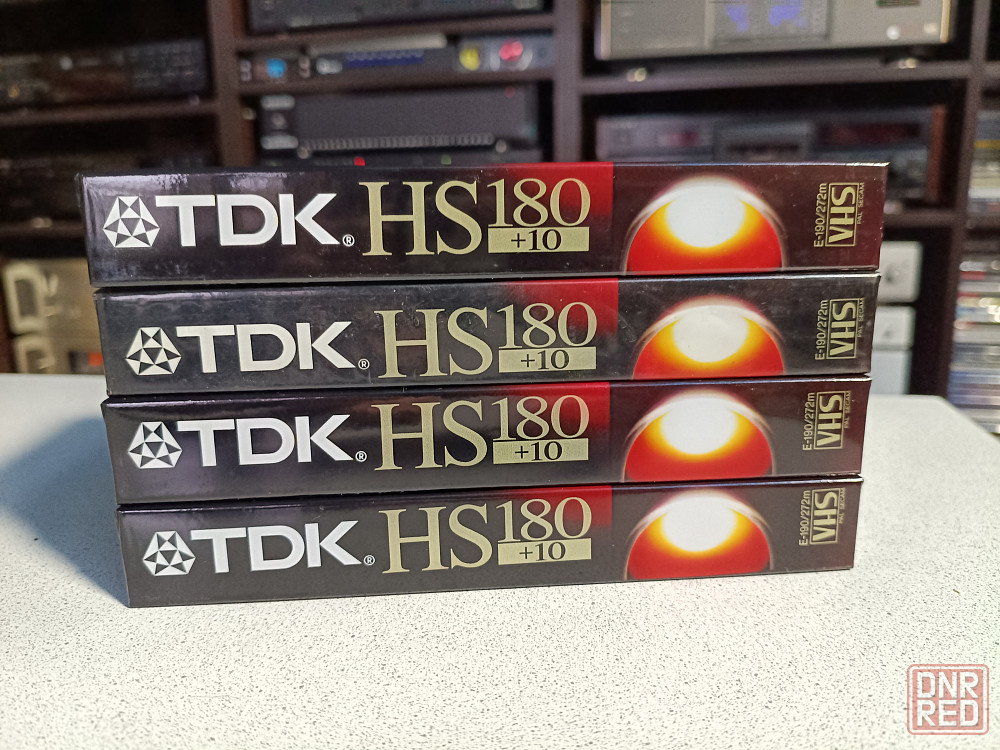 TDK® HS 180
+10
E-190/272m
VHS
PAL SECAM
TDK® HS 180
+10
E-190/272m
VHS
PAL SECAM
TDK® HS 180
+10
E-190/272m
VHS
PAL SECAM
TDK® HS 180
+10
E-190/272m
VHS
PAL SECAM
DNR
RED